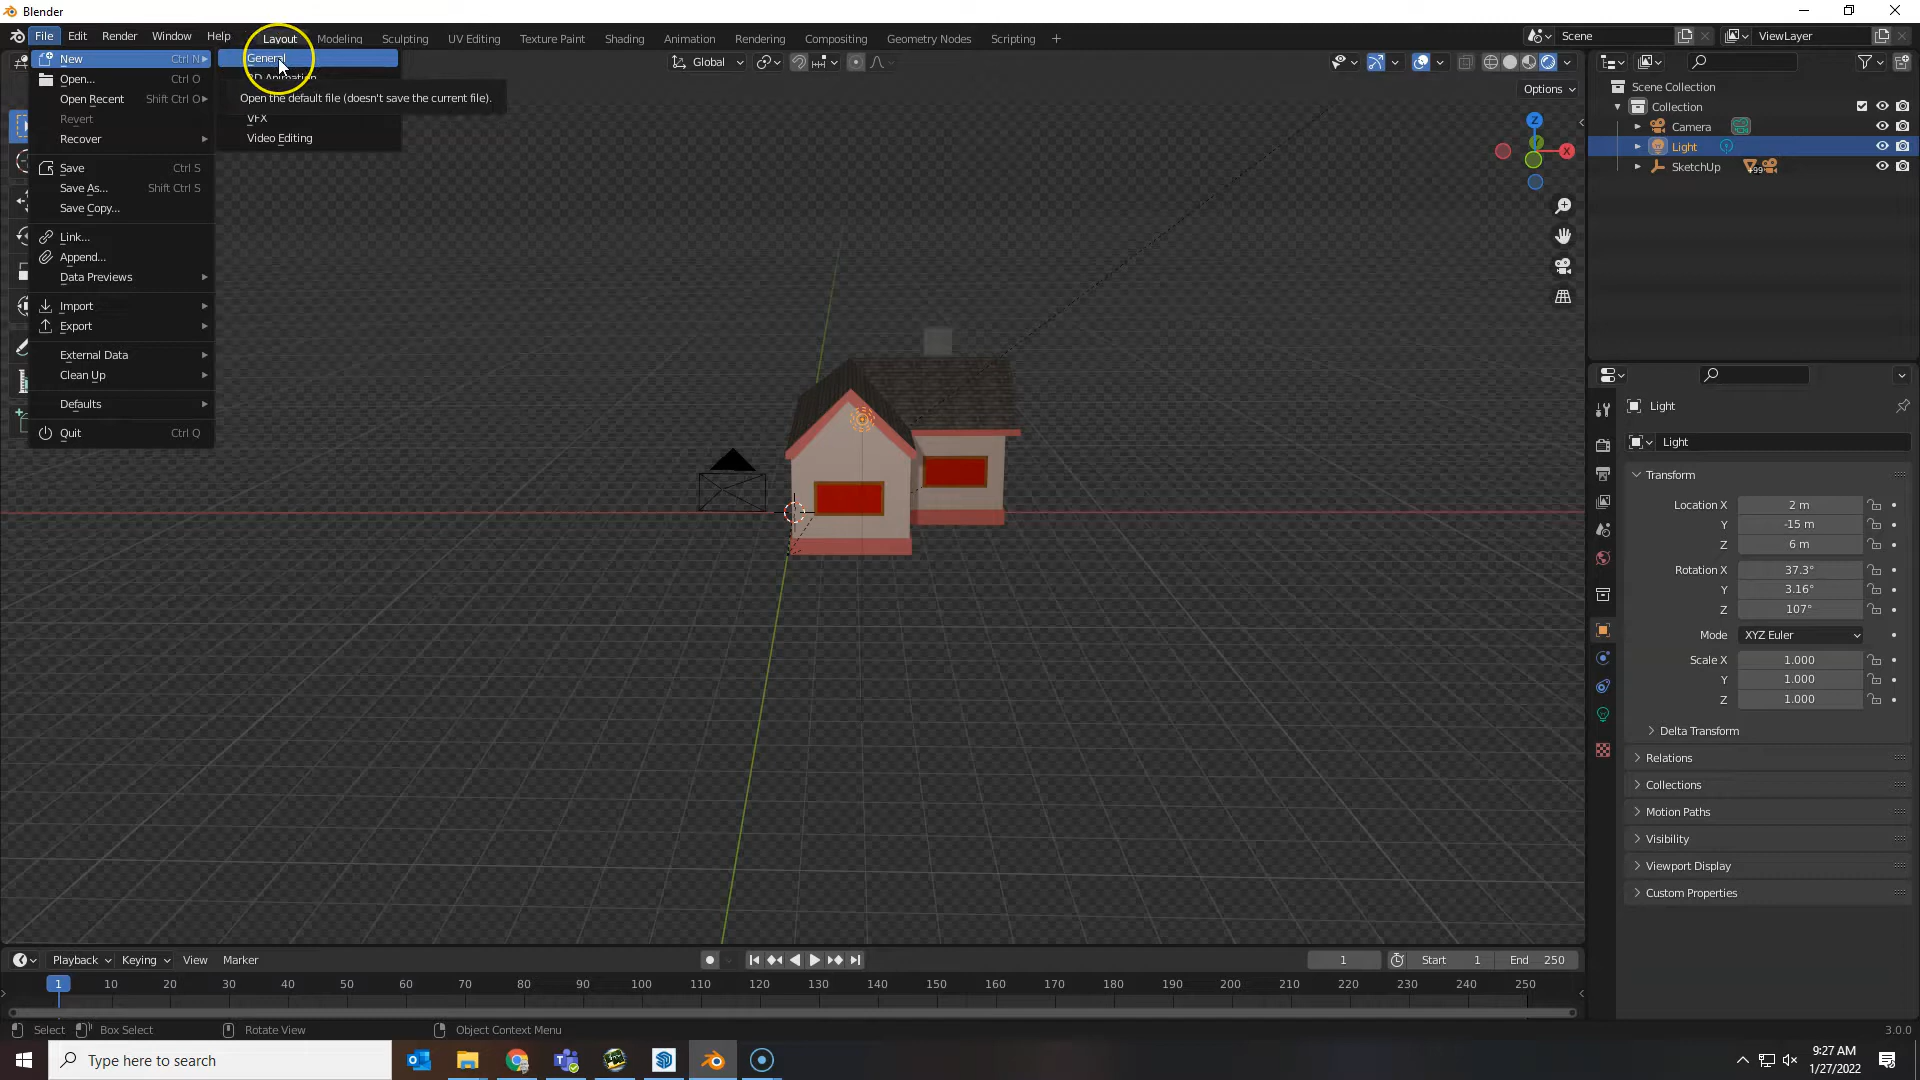 Blender
File Edit Render Window Help Layout Modeling Sculpting UV Editing Texture Paint Shading Animation Rendering Compositing Geometry Nodes Scripting + Scene ViewLayer
New Ctrl N
General
Global
Options
Open... Ctrl O
2D Animation
Open Recent Shift Ctrl O
Open the default file (doesn't save the current file).
Revert
VFX
Recover
Video Editing
Save Ctrl S
Save As... Shift Ctrl S
Save Copy...
Link...
Append...
Data Previews
Import
Export
External Data
Clean Up
Defaults
Quit Ctrl Q
Z
X
Scene Collection
Collection
Camera
Light
SketchUp
+99
Light
Light
Transform
Location X 2 m
Y -15 m
Z 6 m
Rotation X 37.3°
Y 3.16°
Z 107°
Mode XYZ Euler
Scale X 1.000
Y 1.000
Z 1.000
Delta Transform
Relations
Collections
Motion Paths
Visibility
Viewport Display
Custom Properties
Playback Keying View Marker 1 Start 1 End 250
1 10 20 30 40 50 60 70 80 90 100 110 120 130 140 150 160 170 180 190 200 210 220 230 240 250
Select Box Select Rotate View Object Context Menu 3.0.0
Type here to search
9:27 AM
1/27/2022